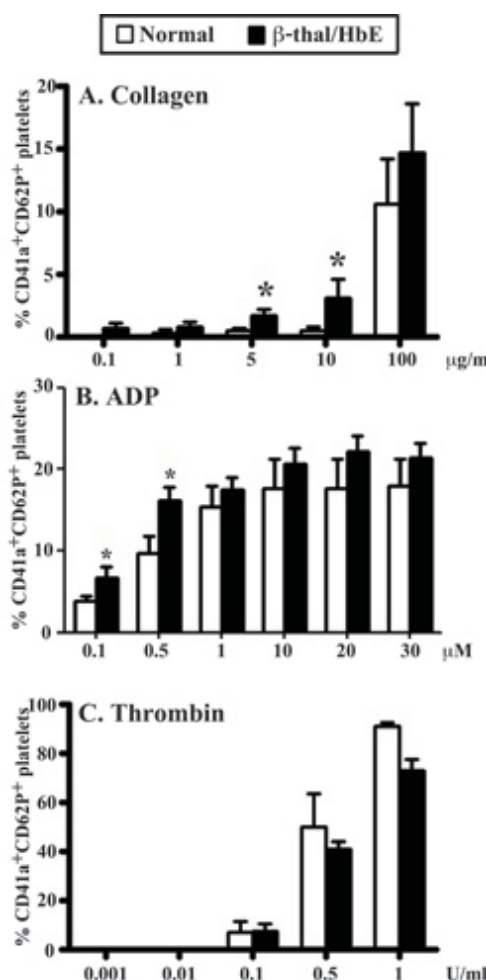 Normal β-thal/HbE
A. Collagen
% CD41a⁺CD62P⁺ platelets
20
15
10
5
0
* *
0.1 1 5 10 100 µg/m
B. ADP
% CD41a⁺CD62P⁺ platelets
30
20
10
0
* *
0.1 0.5 1 10 20 30 µM
C. Thrombin
% CD41a⁺CD62P⁺ platelets
100
80
60
40
20
0
0.001 0.01 0.1 0.5 1 U/ml